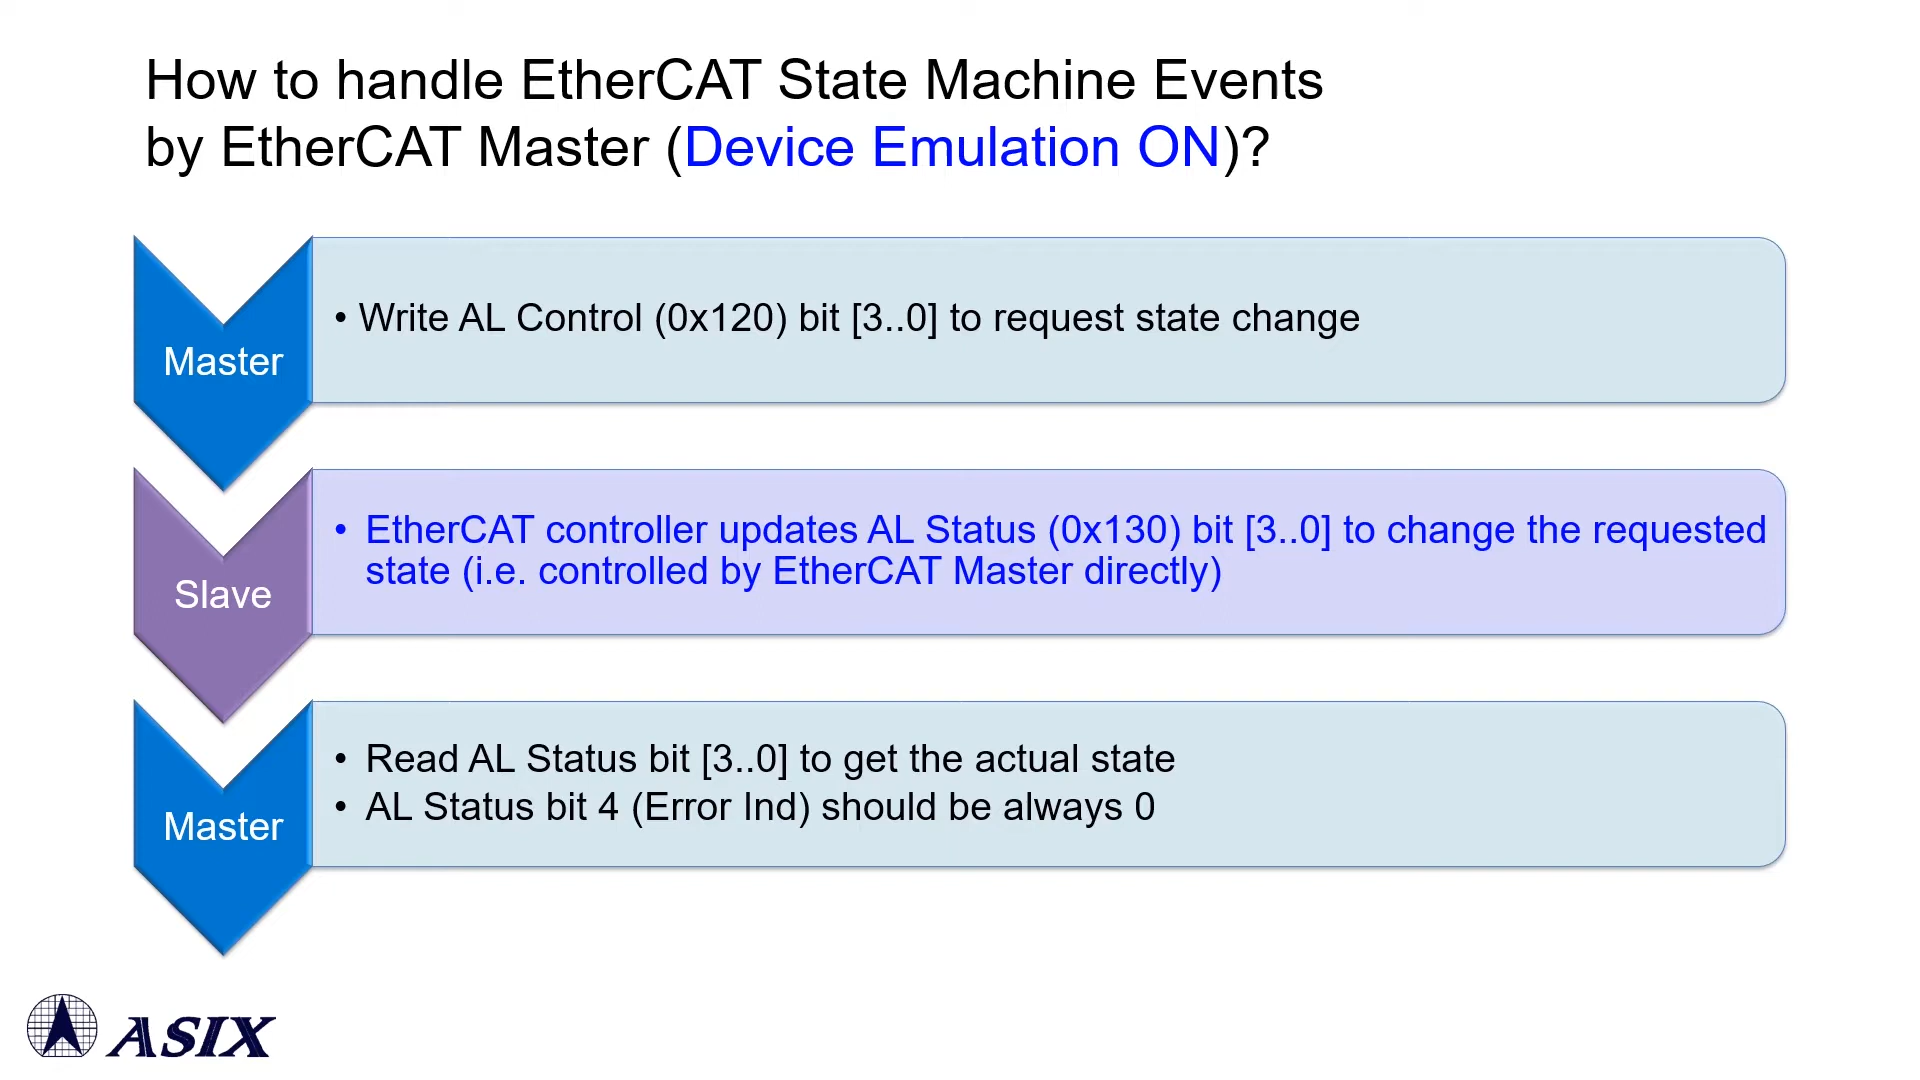 How to handle EtherCAT State Machine Events
by EtherCAT Master (Device Emulation ON)?
Master
• Write AL Control (0x120) bit [3..0] to request state change
Slave
• EtherCAT controller updates AL Status (0x130) bit [3..0] to change the requested
state (i.e. controlled by EtherCAT Master directly)
Master
• Read AL Status bit [3..0] to get the actual state
• AL Status bit 4 (Error Ind) should be always 0
ASIX